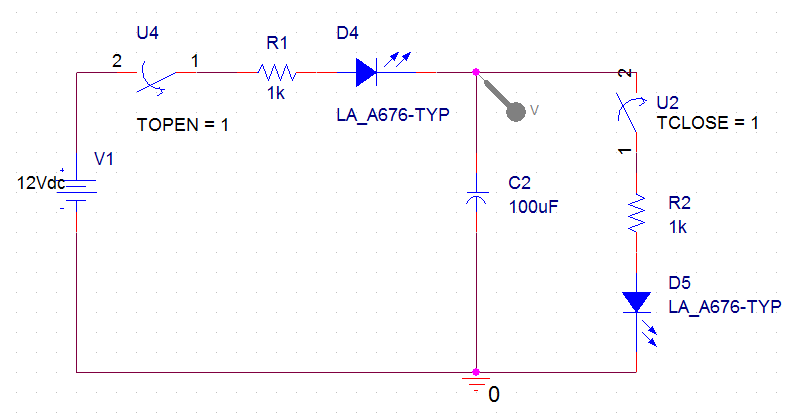 U4
2
1
TOPEN = 1
R1
1k
D4
LA_A676-TYP
V
2
U2
TCLOSE = 1
1
V1
12Vdc
+
-
C2
100uF
R2
1k
D5
LA_A676-TYP
0